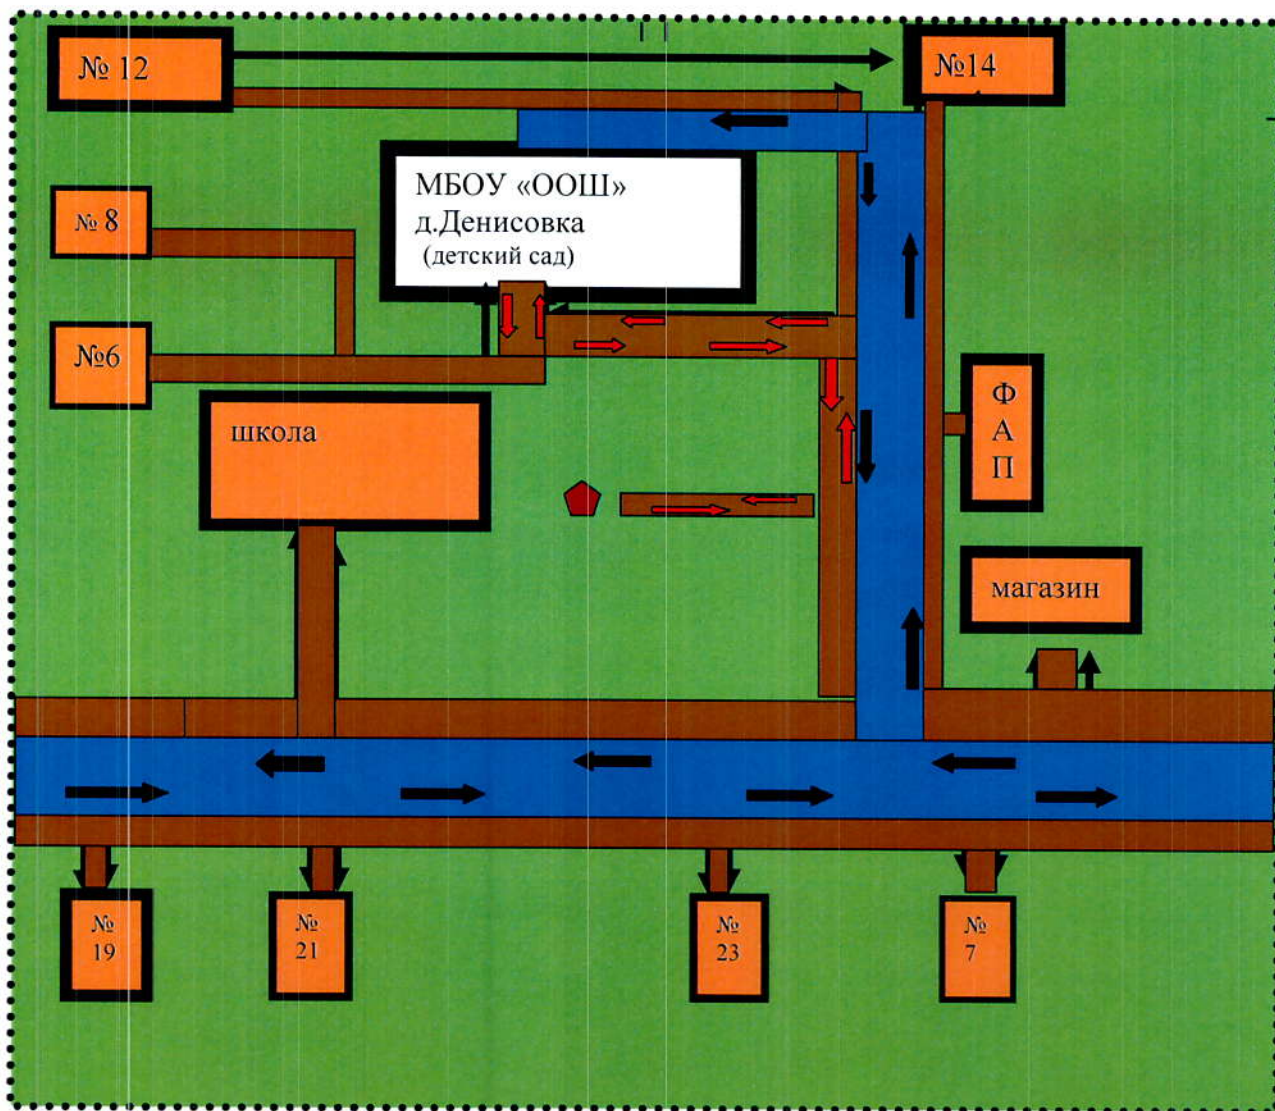 № 12
№14
МБОУ «ООШ»
д.Денисовка
(детский сад)
№ 8
№6
школа
Ф
А
П
магазин
№
19
№
21
№
23
№
7